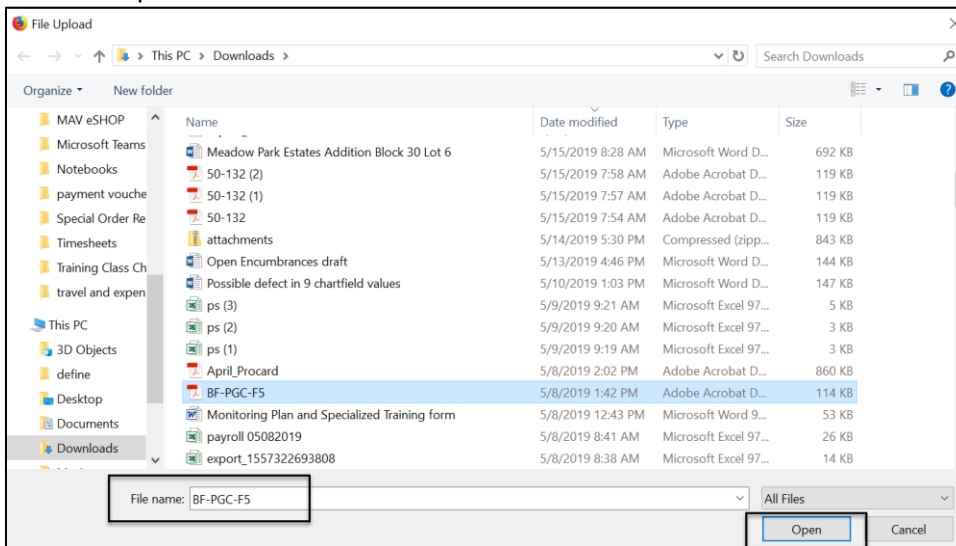 File Upload
This PC > Downloads >
Search Downloads
Organize
New folder
Name Date modified Type Size
MAV eSHOP
Microsoft Teams
Notebooks
payment vouche
Special Order Re
Timesheets
Training Class Ch
travel and expen
This PC
3D Objects
define
Desktop
Documents
Downloads
Meadow Park Estates Addition Block 30 Lot 6 5/15/2019 8:28 AM Microsoft Word D... 692 KB
50-132 (2) 5/15/2019 7:58 AM Adobe Acrobat D... 119 KB
50-132 (1) 5/15/2019 7:57 AM Adobe Acrobat D... 119 KB
50-132 5/15/2019 7:54 AM Adobe Acrobat D... 119 KB
attachments 5/14/2019 5:30 PM Compressed (zipp... 843 KB
Open Encumbrances draft 5/13/2019 4:46 PM Microsoft Word D... 144 KB
Possible defect in 9 chartfield values 5/10/2019 1:03 PM Microsoft Word D... 147 KB
ps (3) 5/9/2019 9:21 AM Microsoft Excel 97... 5 KB
ps (2) 5/9/2019 9:20 AM Microsoft Excel 97... 3 KB
ps (1) 5/9/2019 9:19 AM Microsoft Excel 97... 3 KB
April_Procard 5/8/2019 2:02 PM Adobe Acrobat D... 860 KB
BF-PGC-F5 5/8/2019 1:42 PM Adobe Acrobat D... 114 KB
Monitoring Plan and Specialized Training form 5/8/2019 12:43 PM Microsoft Word 9... 53 KB
payroll 05082019 5/8/2019 8:41 AM Microsoft Excel 97... 26 KB
export_1557322693808 5/8/2019 8:38 AM Microsoft Excel 97... 14 KB
File name: BF-PGC-F5
All Files
Open
Cancel